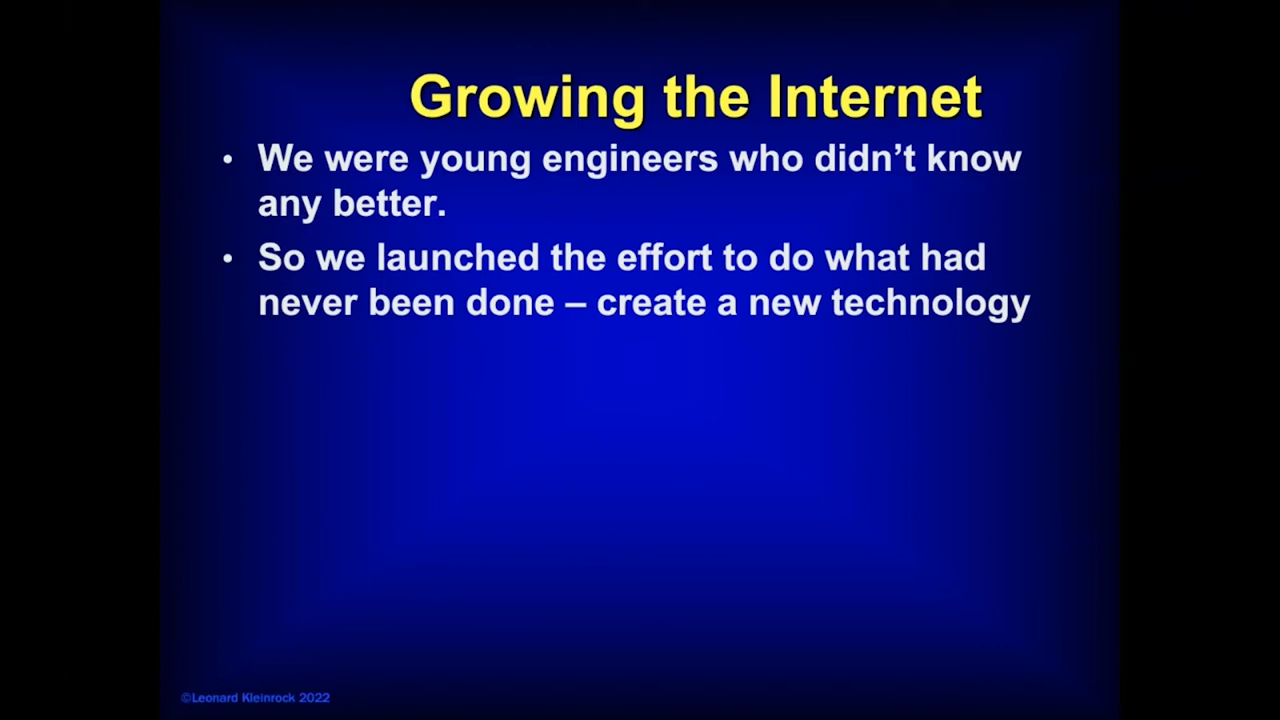 Growing the Internet
• We were young engineers who didn’t know
any better.
• So we launched the effort to do what had
never been done – create a new technology
©Leonard Kleinrock 2022